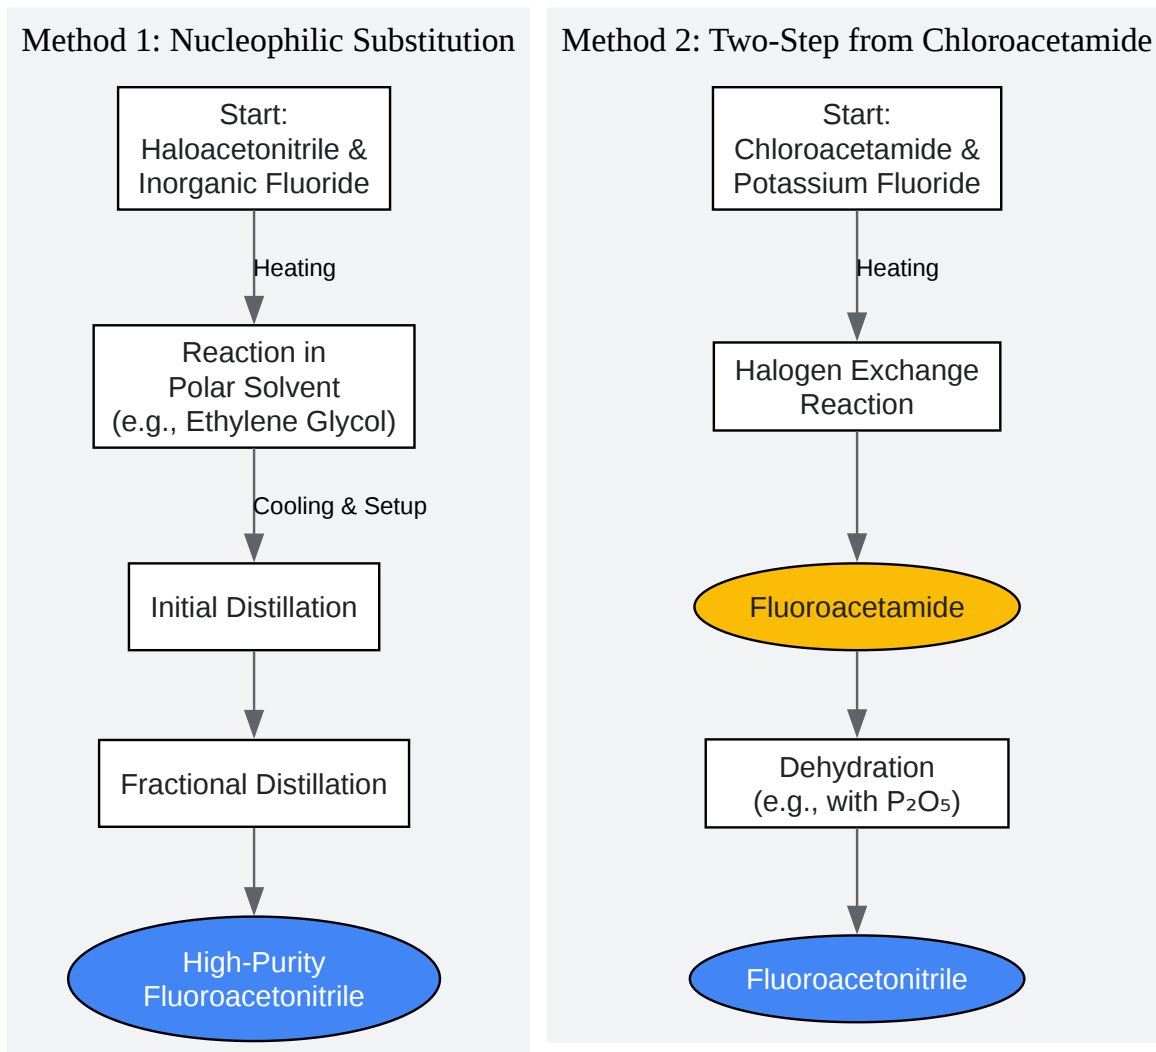 Method 1: Nucleophilic Substitution
Start:
Haloacetonitrile &
Inorganic Fluoride
Heating
Reaction in
Polar Solvent
(e.g., Ethylene Glycol)
Cooling & Setup
Initial Distillation
Fractional Distillation
High-Purity
Fluoroacetonitrile
Method 2: Two-Step from Chloroacetamide
Start:
Chloroacetamide &
Potassium Fluoride
Heating
Halogen Exchange
Reaction
Fluoroacetamide
Dehydration
(e.g., with P₂O₅)
Fluoroacetonitrile